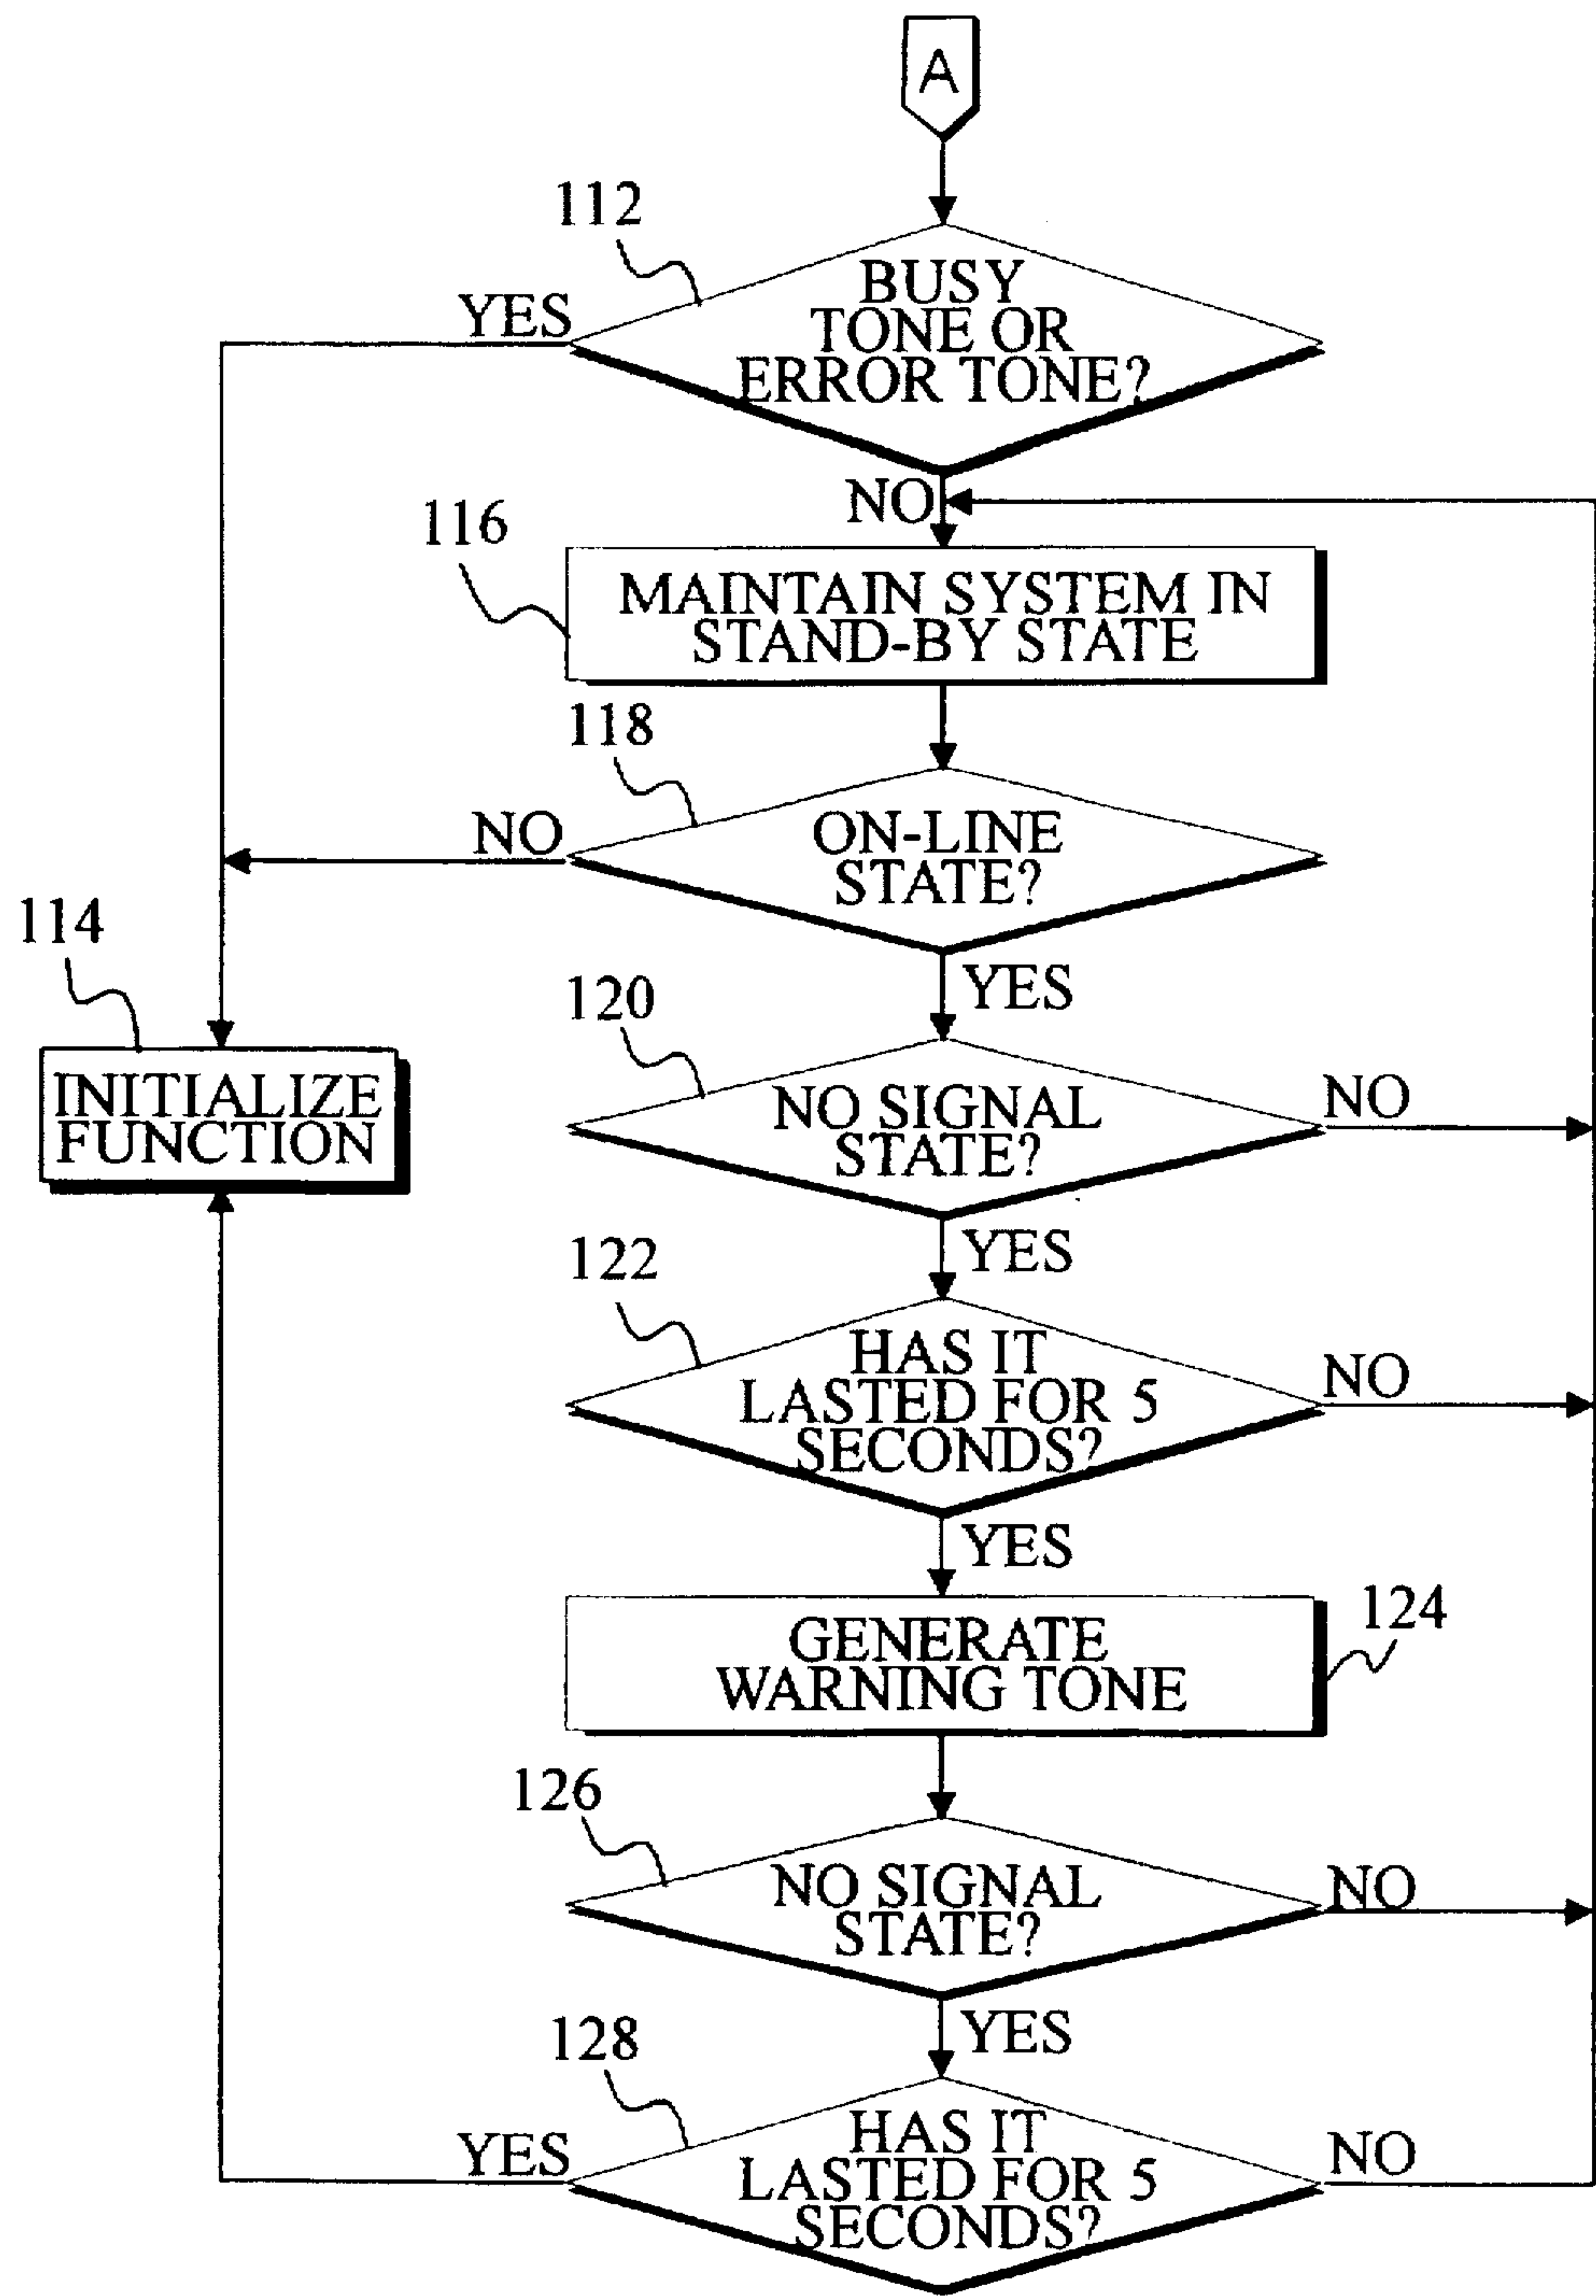 A
112
YES
BUSY
TONE OR
ERROR TONE?
NO
116
MAINTAIN SYSTEM IN
STAND-BY STATE
118
NO
ON-LINE
STATE?
114
YES
120
INITIALIZE
FUNCTION
NO SIGNAL
STATE?
NO
YES
122
HAS IT
LASTED FOR 5
SECONDS?
NO
YES
GENERATE
WARNING TONE
124
126
NO SIGNAL
STATE?
NO
YES
128
YES
HAS IT
LASTED FOR 5
SECONDS?
NO